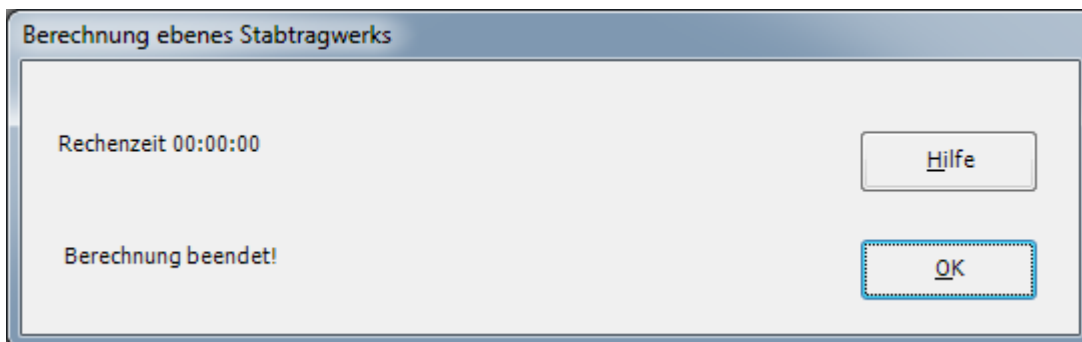 Berechnung ebenes Stabtragwerks
Rechenzeit 00:00:00
Hilfe
Berechnung beendet!
OK